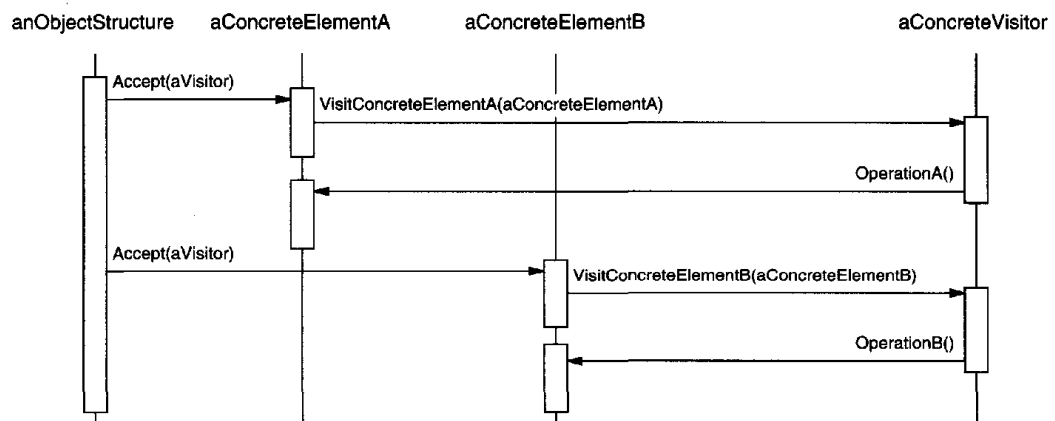 anObjectStructure aConcreteElementA aConcreteElementB aConcreteVisitor
Accept(aVisitor)
VisitConcreteElementA(aConcreteElementA)
OperationA()
Accept(aVisitor)
VisitConcreteElementB(aConcreteElementB)
OperationB()